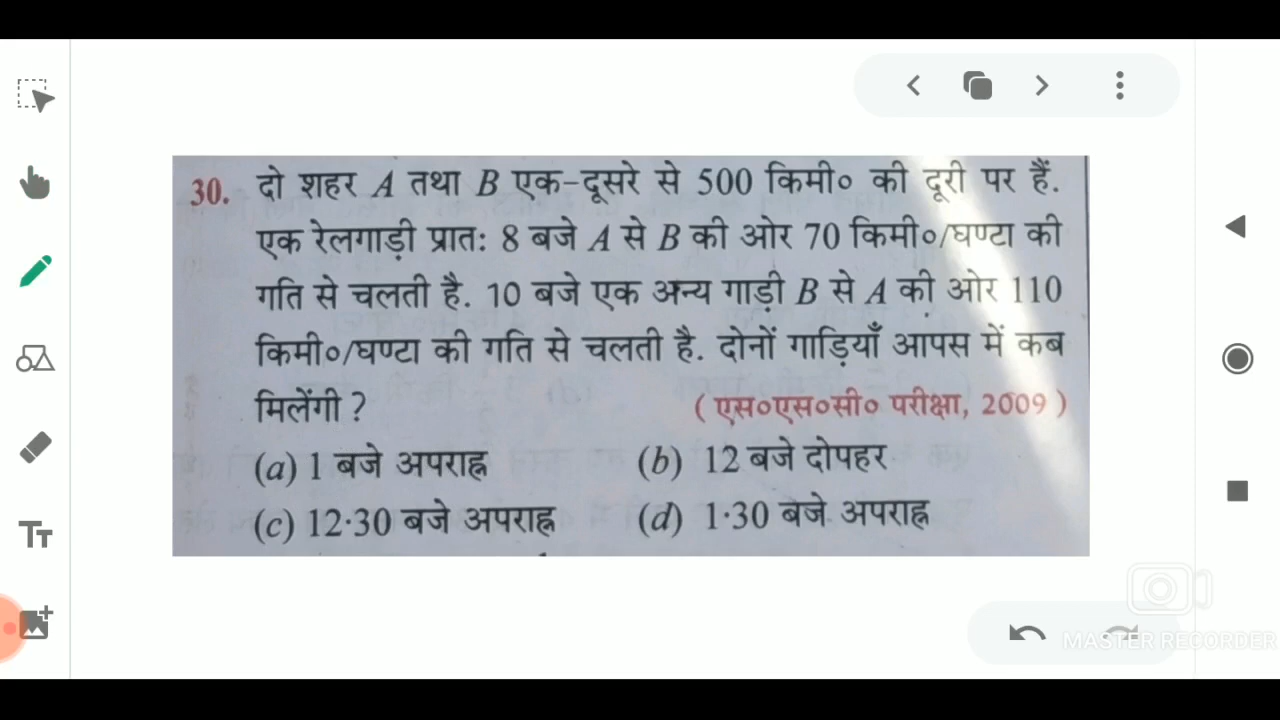 30. दो शहर A तथा B एक-दूसरे से 500 किमी० की दूरी पर हैं.
एक रेलगाड़ी प्रात: 8 बजे A से B की ओर 70 किमी०/घण्टा की
गति से चलती है. 10 बजे एक अन्य गाड़ी B से A की ओर 110
किमी०/घण्टा की गति से चलती है. दोनों गाड़ियाँ आपस में कब
मिलेंगी ? ( एस०एस०सी० परीक्षा, 2009 )
(a) 1 बजे अपराह्न (b) 12 बजे दोपहर
(c) 12·30 बजे अपराह्न (d) 1·30 बजे अपराह्न
TT
MASTER RECORDER